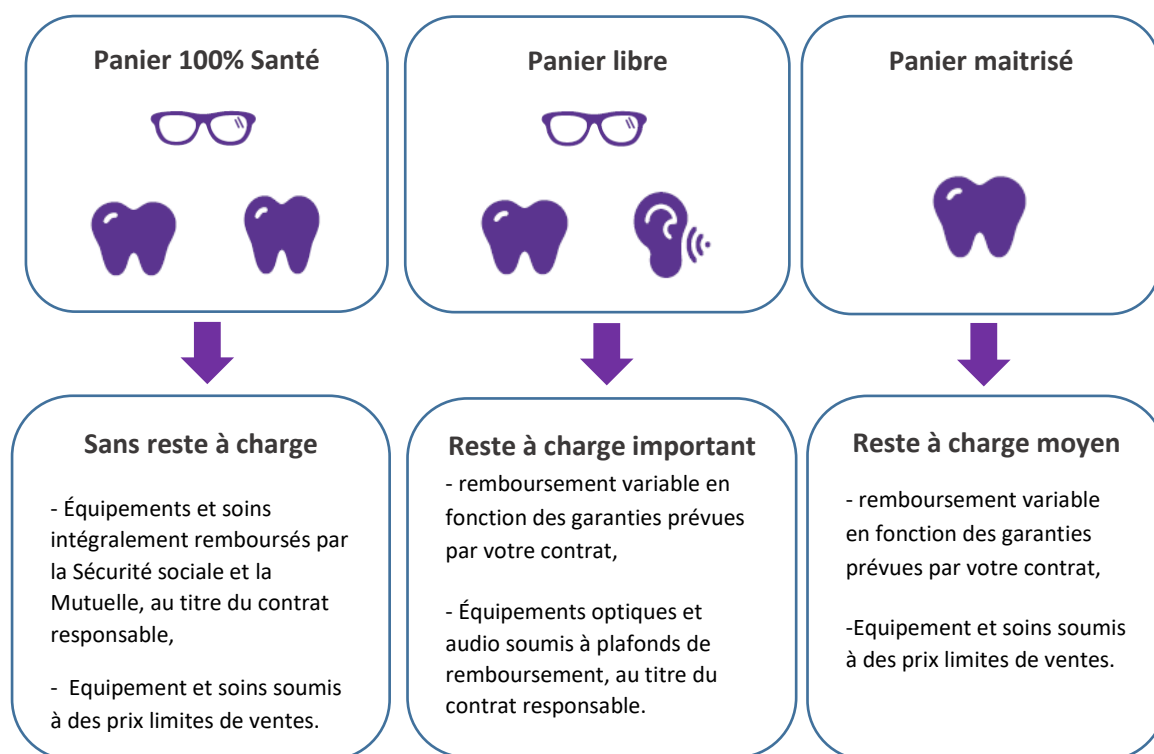 Panier 100% Santé
Panier libre
Panier maitrisé
Sans reste à charge
- Équipements et soins
intégralement remboursés par
la Sécurité sociale et la
Mutuelle, au titre du contrat
responsable,
- Equipement et soins soumis
à des prix limites de ventes.
Reste à charge important
- remboursement variable en
fonction des garanties prévues
par votre contrat,
- Équipements optiques et
audio soumis à plafonds de
remboursement, au titre du
contrat responsable.
Reste à charge moyen
- remboursement variable
en fonction des garanties
prévues par votre contrat,
-Equipement et soins soumis
à des prix limites de ventes.